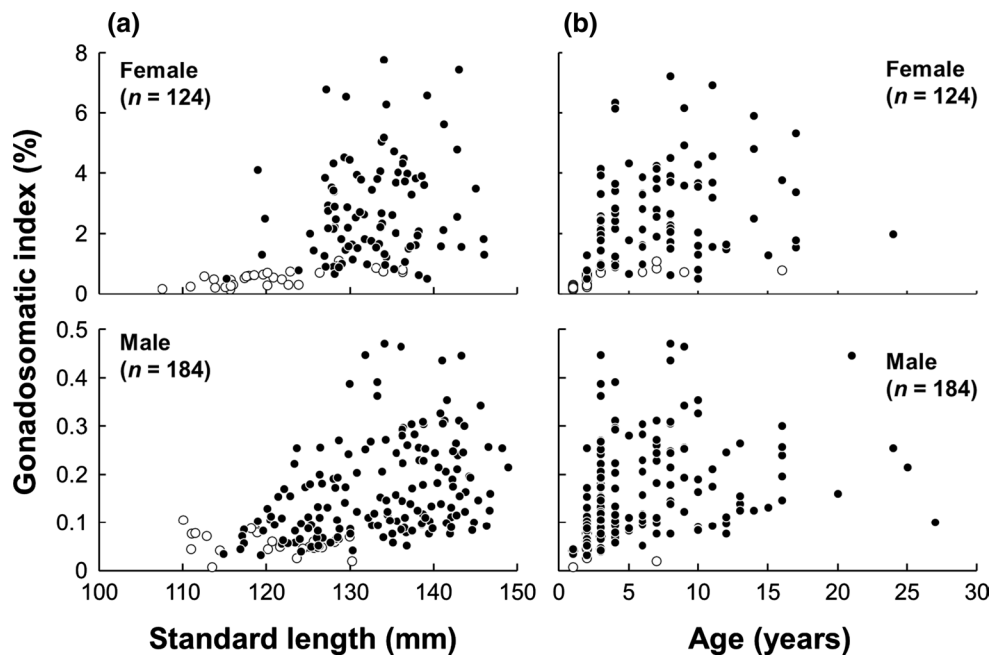 (a)
(b)
Gonadosomatic index (%)
8
6
4
2
0
Female
(n = 124)
Female
(n = 124)
0.5
0.4
0.3
0.2
0.1
0
Male
(n = 184)
Male
(n = 184)
100 110 120 130 140 150
0 5 10 15 20 25 30
Standard length (mm)
Age (years)